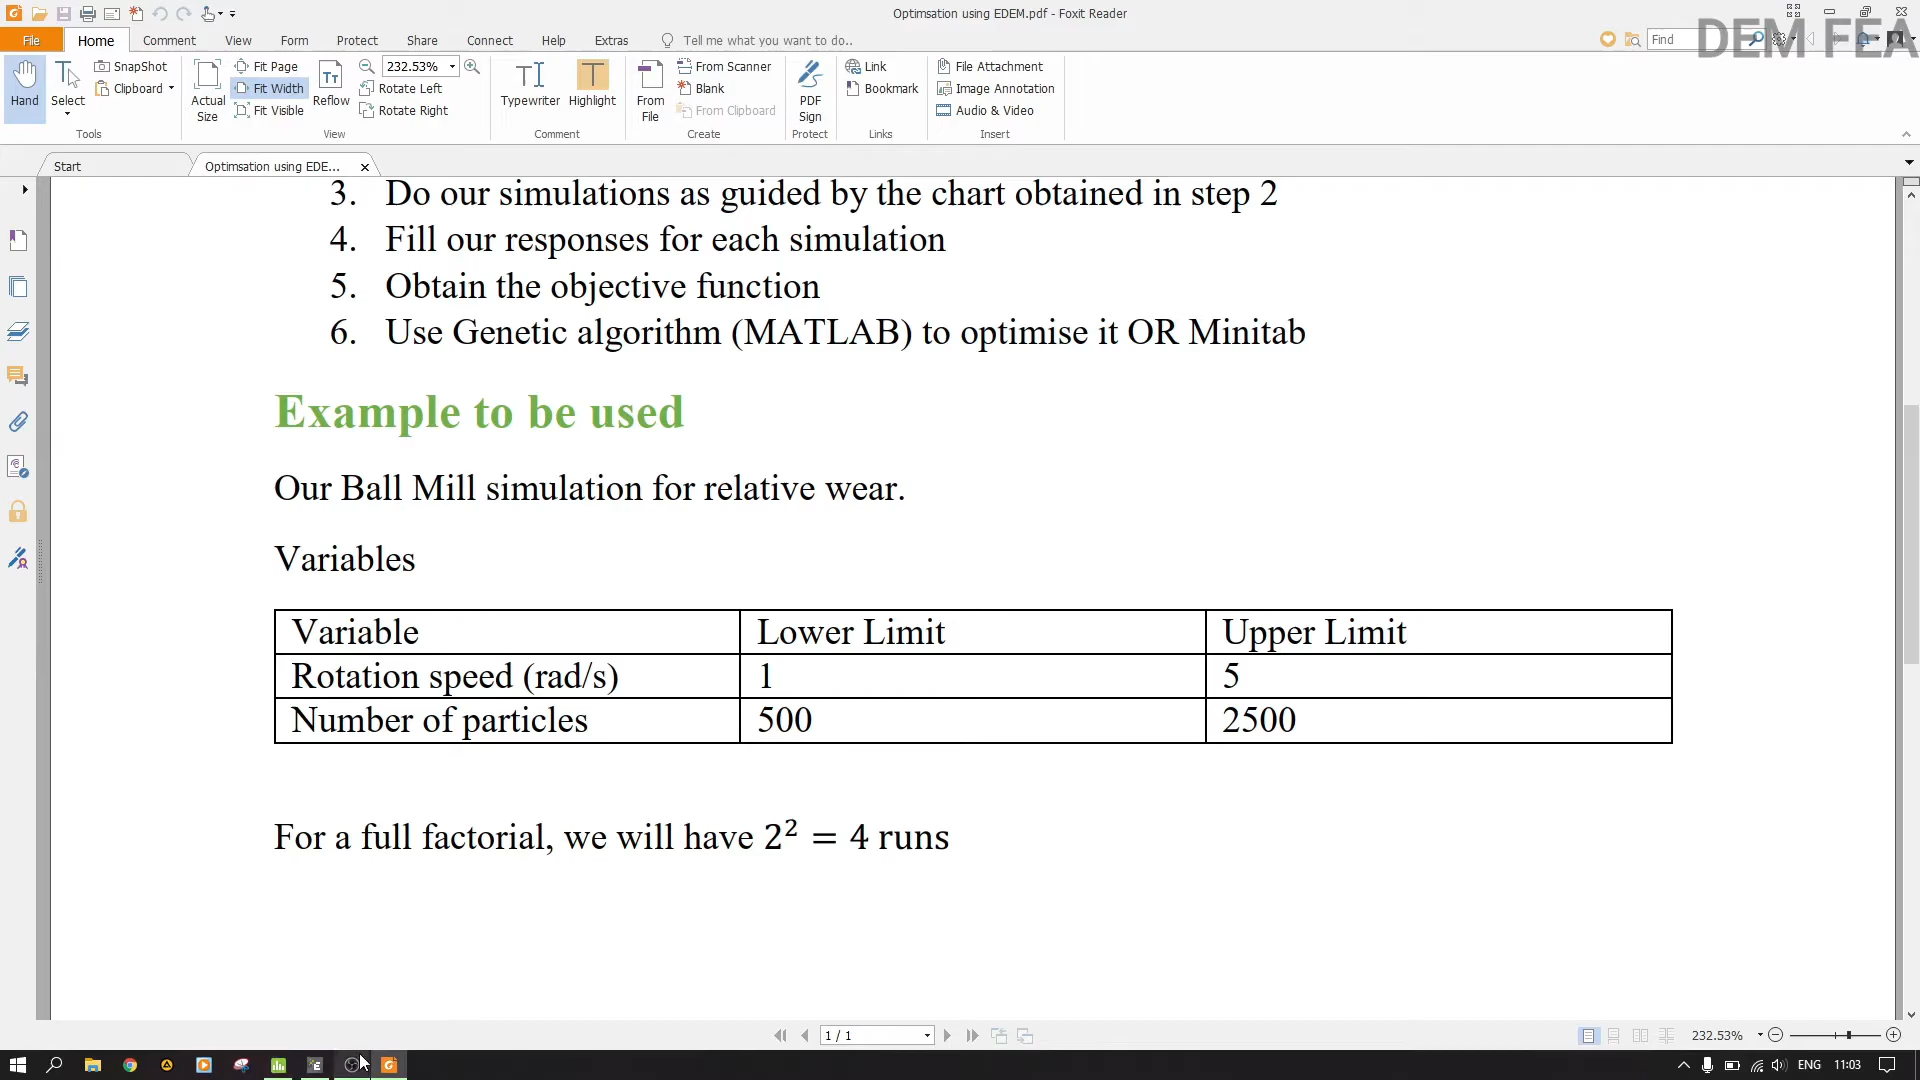 Optimsation using EDEM.pdf - Foxit Reader
DEM FEA
File Home Comment View Form Protect Share Connect Help Extras Tell me what you want to do.. Find
Hand
Select
SnapShot
Clipboard
Tools
Actual Size
Fit Page
Fit Width
Fit Visible
Reflow
232.53%
Rotate Left
Rotate Right
View
Typewriter
Highlight
Comment
From File
From Scanner
Blank
From Clipboard
Create
PDF Sign
Protect
Link
Bookmark
Links
File Attachment
Image Annotation
Audio & Video
Insert
Start Optimsation using EDE...
3. Do our simulations as guided by the chart obtained in step 2
4. Fill our responses for each simulation
5. Obtain the objective function
6. Use Genetic algorithm (MATLAB) to optimise it OR Minitab
Example to be used
Our Ball Mill simulation for relative wear.
Variables
Variable Lower Limit Upper Limit
Rotation speed (rad/s) 1 5
Number of particles 500 2500
For a full factorial, we will have 2² = 4 runs
1 / 1 232.53%
ENG 11:03